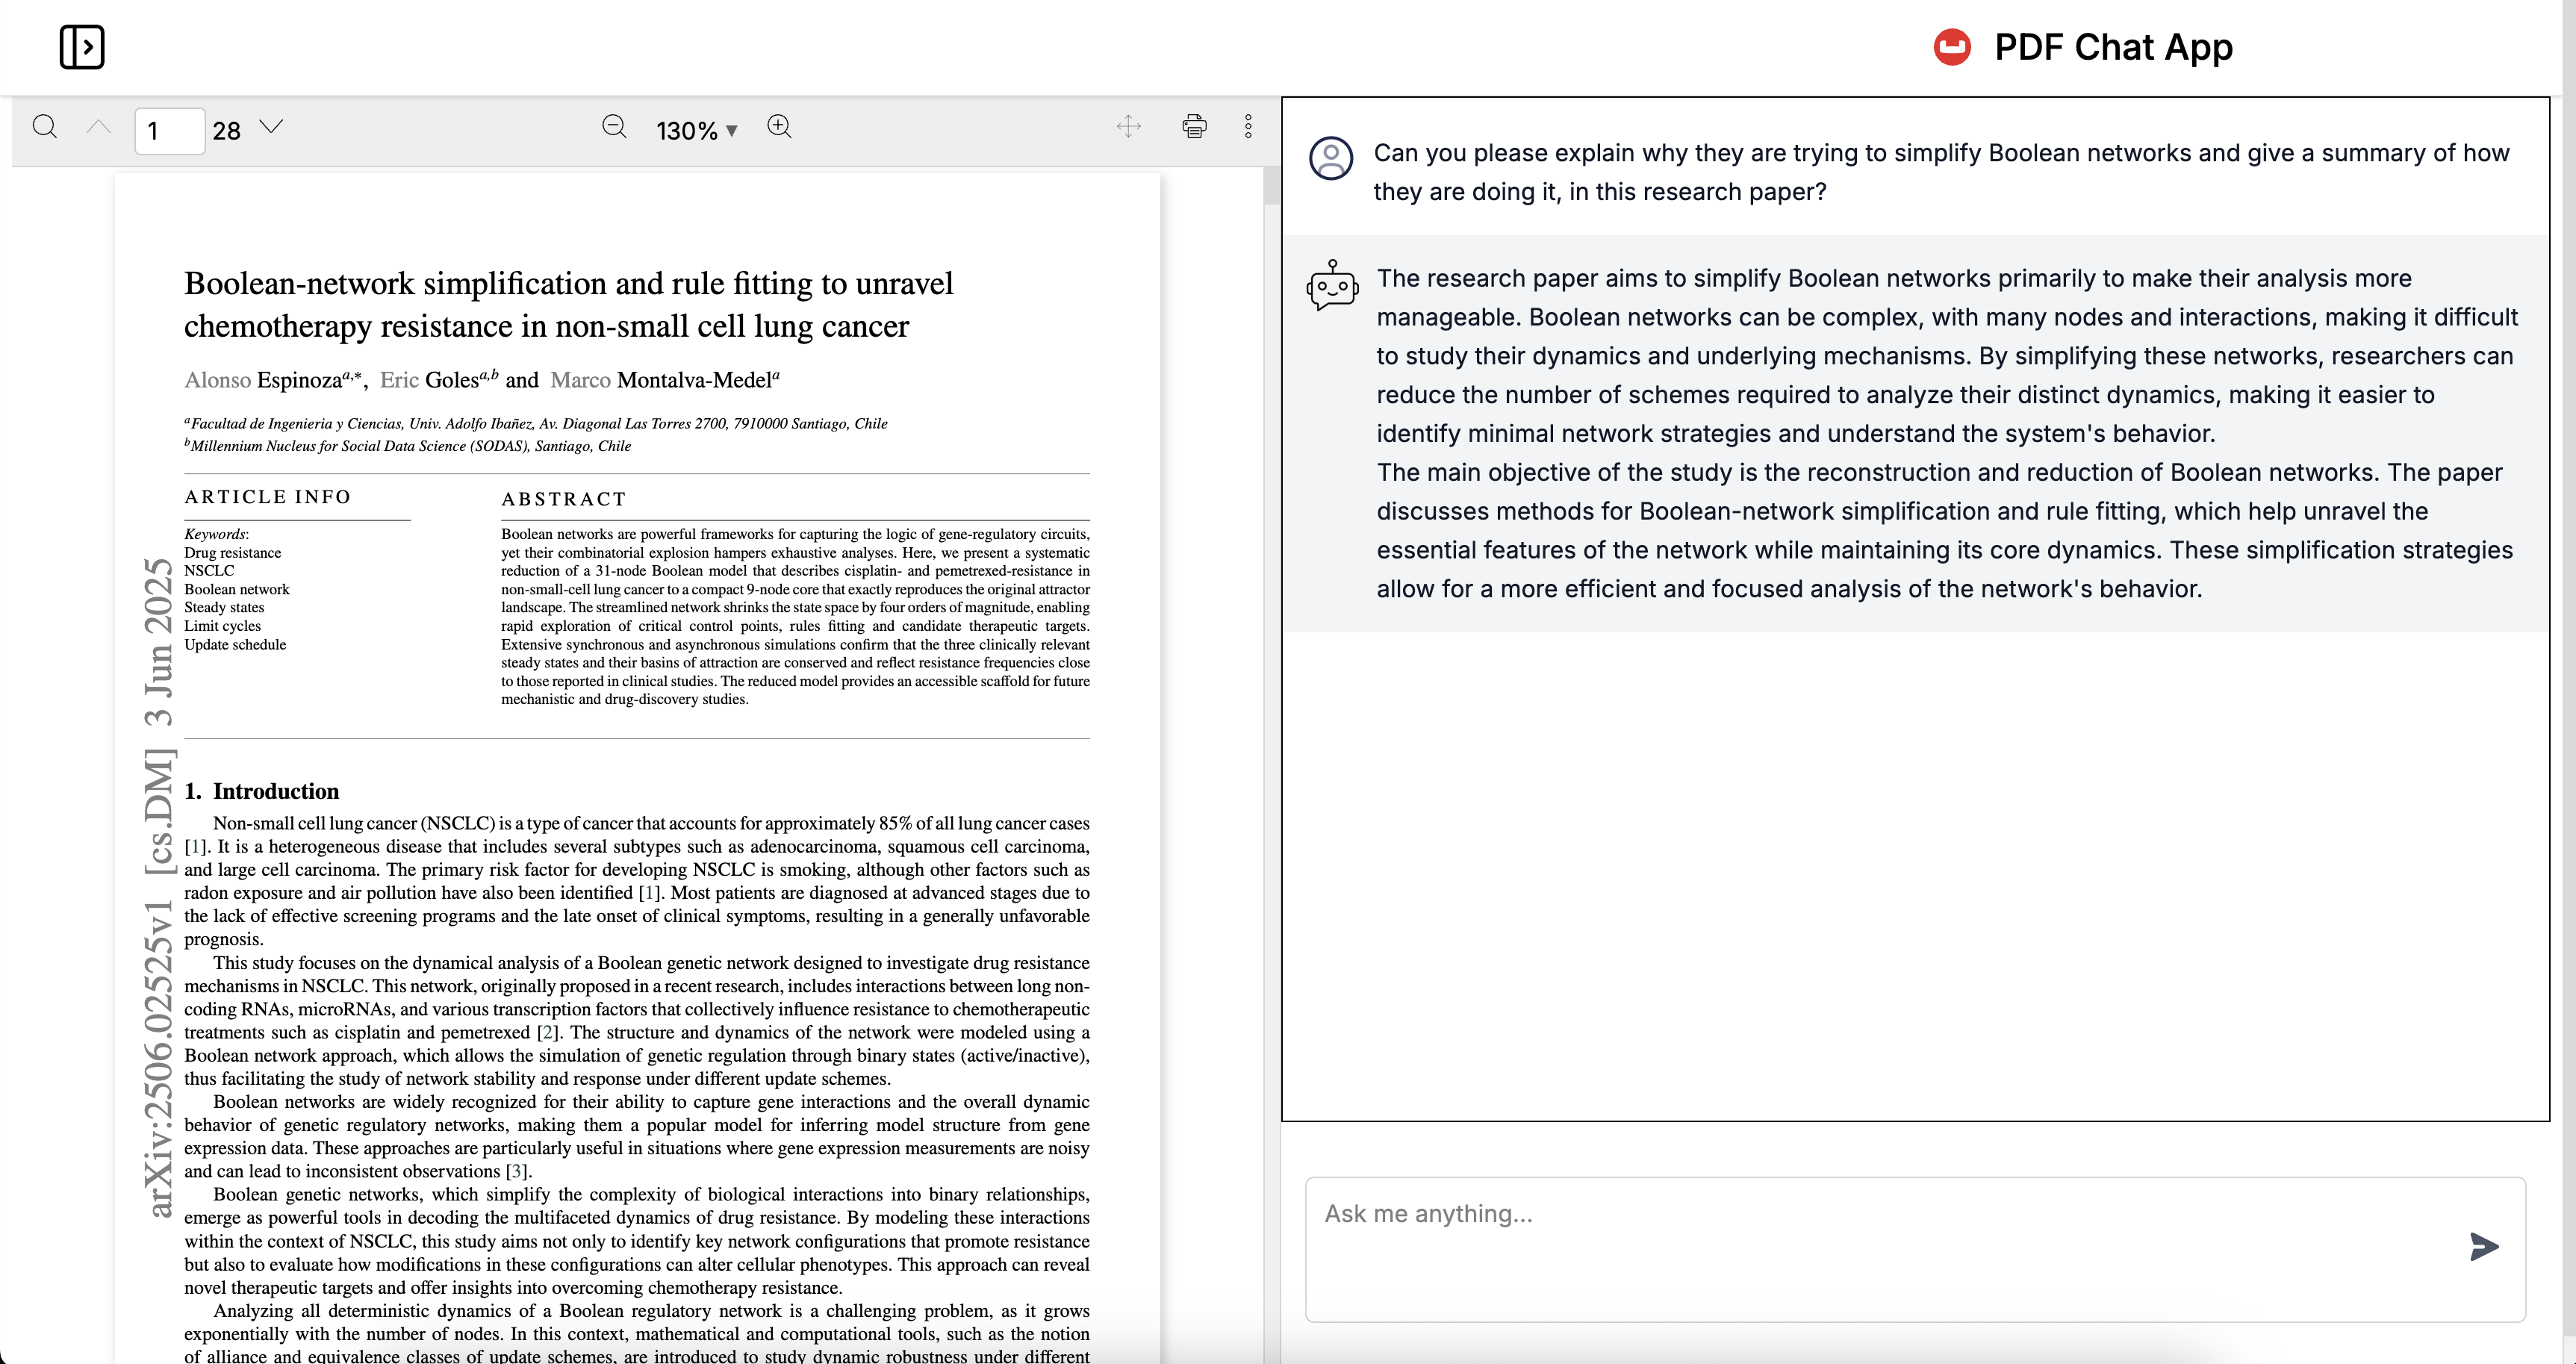 PDF Chat App
1 28 130%
Boolean-network simplification and rule fitting to unravel
chemotherapy resistance in non-small cell lung cancer
Alonso Espinozaa,*, Eric Golesa,b and Marco Montalva-Medela
aFacultad de Ingenieria y Ciencias, Univ. Adolfo Ibañez, Av. Diagonal Las Torres 2700, 7910000 Santiago, Chile
bMillennium Nucleus for Social Data Science (SODAS), Santiago, Chile
ARTICLE INFO
Keywords:
Drug resistance
NSCLC
Boolean network
Steady states
Limit cycles
Update schedule
ABSTRACT
Boolean networks are powerful frameworks for capturing the logic of gene-regulatory circuits,
yet their combinatorial explosion hampers exhaustive analyses. Here, we present a systematic
reduction of a 31-node Boolean model that describes cisplatin- and pemetrexed-resistance in
non-small-cell lung cancer to a compact 9-node core that exactly reproduces the original attractor
landscape. The streamlined network shrinks the state space by four orders of magnitude, enabling
rapid exploration of critical control points, rules fitting and candidate therapeutic targets.
Extensive synchronous and asynchronous simulations confirm that the three clinically relevant
steady states and their basins of attraction are conserved and reflect resistance frequencies close
to those reported in clinical studies. The reduced model provides an accessible scaffold for future
mechanistic and drug-discovery studies.
arXiv:2506.02525v1 [cs.DM] 3 Jun 2025
1. Introduction
Non-small cell lung cancer (NSCLC) is a type of cancer that accounts for approximately 85% of all lung cancer cases
[1]. It is a heterogeneous disease that includes several subtypes such as adenocarcinoma, squamous cell carcinoma,
and large cell carcinoma. The primary risk factor for developing NSCLC is smoking, although other factors such as
radon exposure and air pollution have also been identified [1]. Most patients are diagnosed at advanced stages due to
the lack of effective screening programs and the late onset of clinical symptoms, resulting in a generally unfavorable
prognosis.
This study focuses on the dynamical analysis of a Boolean genetic network designed to investigate drug resistance
mechanisms in NSCLC. This network, originally proposed in a recent research, includes interactions between long non-
coding RNAs, microRNAs, and various transcription factors that collectively influence resistance to chemotherapeutic
treatments such as cisplatin and pemetrexed [2]. The structure and dynamics of the network were modeled using a
Boolean network approach, which allows the simulation of genetic regulation through binary states (active/inactive),
thus facilitating the study of network stability and response under different update schemes.
Boolean networks are widely recognized for their ability to capture gene interactions and the overall dynamic
behavior of genetic regulatory networks, making them a popular model for inferring model structure from gene
expression data. These approaches are particularly useful in situations where gene expression measurements are noisy
and can lead to inconsistent observations [3].
Boolean genetic networks, which simplify the complexity of biological interactions into binary relationships,
emerge as powerful tools in decoding the multifaceted dynamics of drug resistance. By modeling these interactions
within the context of NSCLC, this study aims not only to identify key network configurations that promote resistance
but also to evaluate how modifications in these configurations can alter cellular phenotypes. This approach can reveal
novel therapeutic targets and offer insights into overcoming chemotherapy resistance.
Analyzing all deterministic dynamics of a Boolean regulatory network is a challenging problem, as it grows
exponentially with the number of nodes. In this context, mathematical and computational tools, such as the notion
of alliance and equivalence classes of update schemes, are introduced to study dynamic robustness under different
Can you please explain why they are trying to simplify Boolean networks and give a summary of how
they are doing it, in this research paper?
The research paper aims to simplify Boolean networks primarily to make their analysis more
manageable. Boolean networks can be complex, with many nodes and interactions, making it difficult
to study their dynamics and underlying mechanisms. By simplifying these networks, researchers can
reduce the number of schemes required to analyze their distinct dynamics, making it easier to
identify minimal network strategies and understand the system's behavior.
The main objective of the study is the reconstruction and reduction of Boolean networks. The paper
discusses methods for Boolean-network simplification and rule fitting, which help unravel the
essential features of the network while maintaining its core dynamics. These simplification strategies
allow for a more efficient and focused analysis of the network's behavior.
Ask me anything...